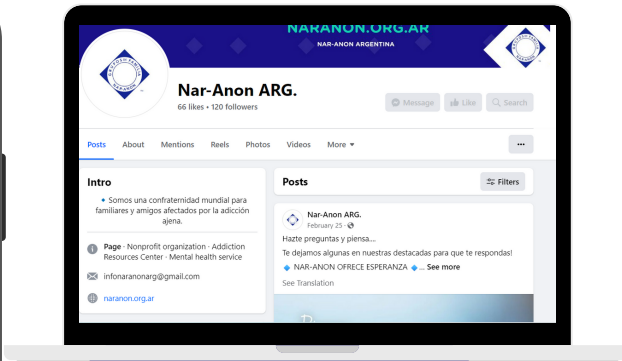 NARANON.ORG.AR
NAR-ANON ARGENTINA
Nar-Anon ARG.
66 likes • 120 followers
Message
Like
Search
Posts
About
Mentions
Reels
Photos
Videos
More
...
Intro
Somos una confraternidad mundial para
familiares y amigos afectados por la adicción
ajena.
Page · Nonprofit organization · Addiction
Resources Center · Mental health service
infonaranonarg@gmail.com
naranon.org.ar
Posts
Filters
Nar-Anon ARG.
February 25 ·
Hazte preguntas y piensa....
Te dejamos algunas en nuestras destacadas para que te respondas!
NAR-ANON OFRECE ESPERANZA ... See more
See Translation